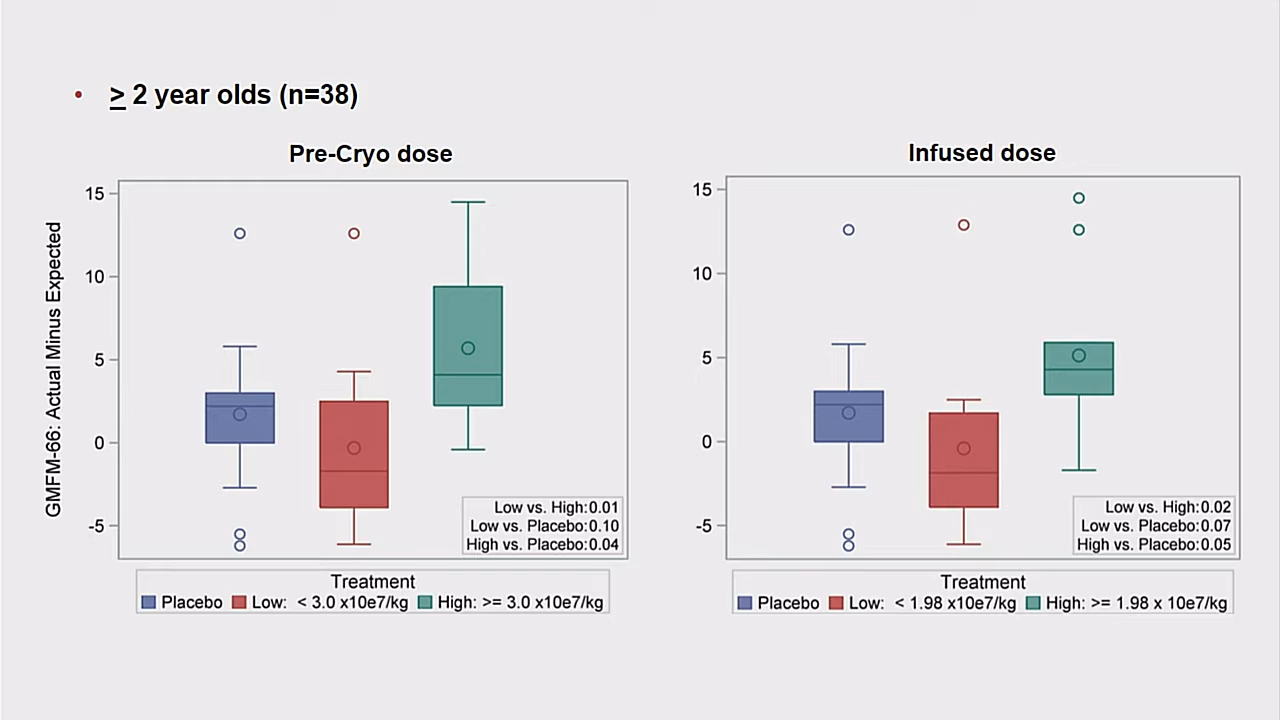 • > 2 year olds (n=38)
Pre-Cryo dose
GMFM-66: Actual Minus Expected
15
10
5
0
-5
Low vs. High:0.01
Low vs. Placebo:0.10
High vs. Placebo:0.04
Treatment
Placebo Low: < 3.0 x10e7/kg High: >= 3.0 x10e7/kg
Infused dose
15
10
5
0
-5
Low vs. High:0.02
Low vs. Placebo:0.07
High vs. Placebo:0.05
Treatment
Placebo Low: < 1.98 x10e7/kg High: >= 1.98 x 10e7/kg